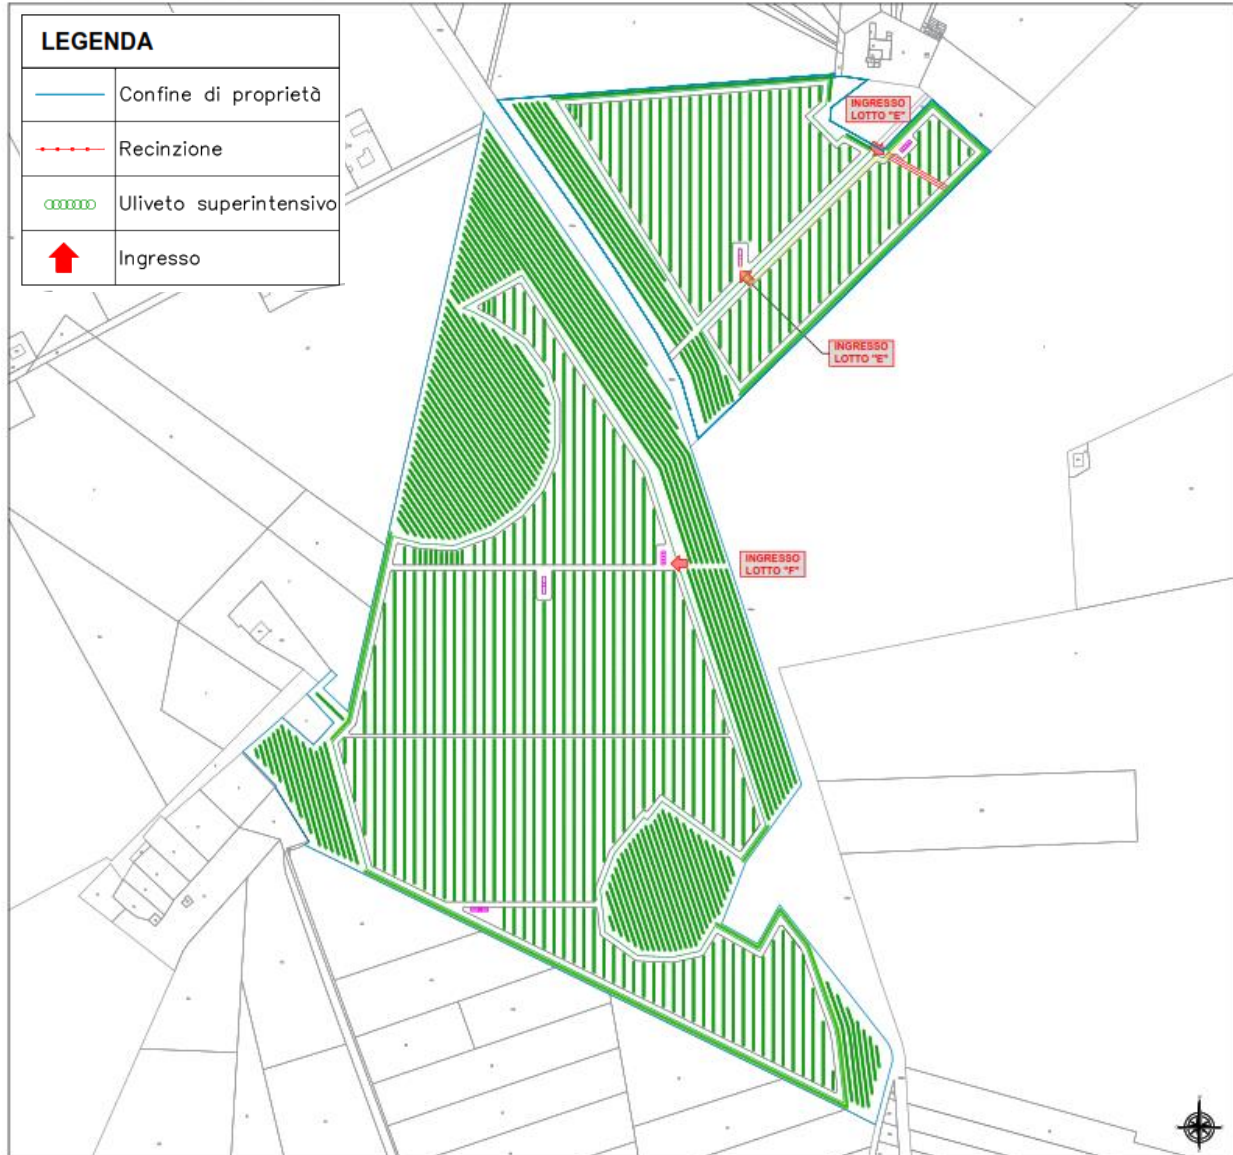 LEGENDA
Confine di proprietà
Recinzione
Uliveto superintensivo
Ingresso
INGRESSO
LOTTO "E"
INGRESSO
LOTTO "E"
INGRESSO
LOTTO "F"